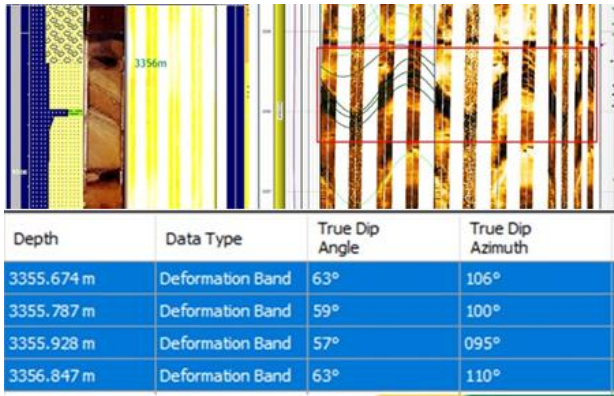 3356m
Depth Data Type True Dip Angle True Dip Azimuth
3355.674 m Deformation Band 63° 106°
3355.787 m Deformation Band 59° 100°
3355.928 m Deformation Band 57° 095°
3356.847 m Deformation Band 63° 110°